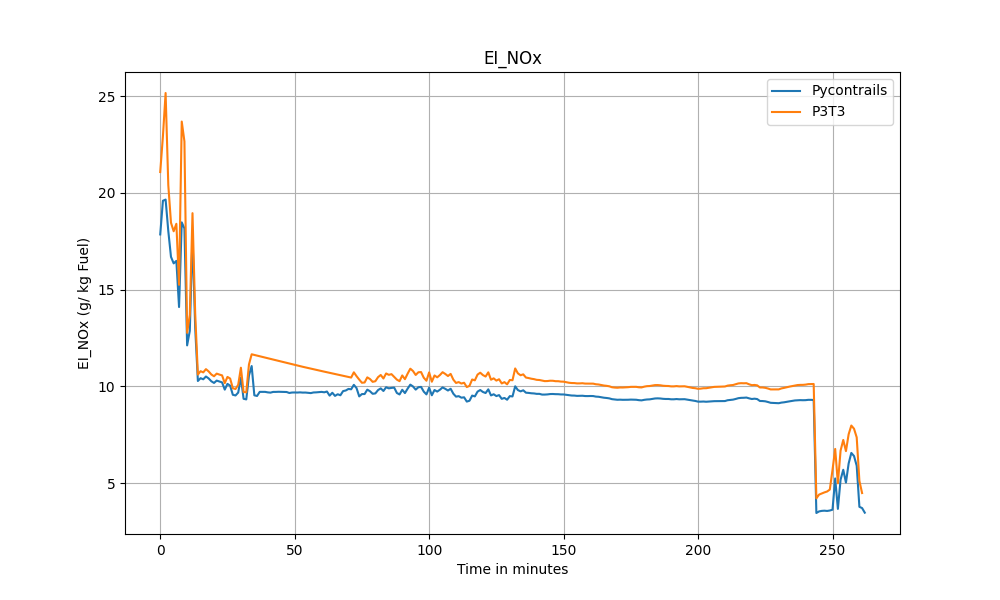 EI_NOx
Pycontrails
P3T3
25
20
15
10
5
EI_NOx (g/ kg Fuel)
0 50 100 150 200 250
Time in minutes